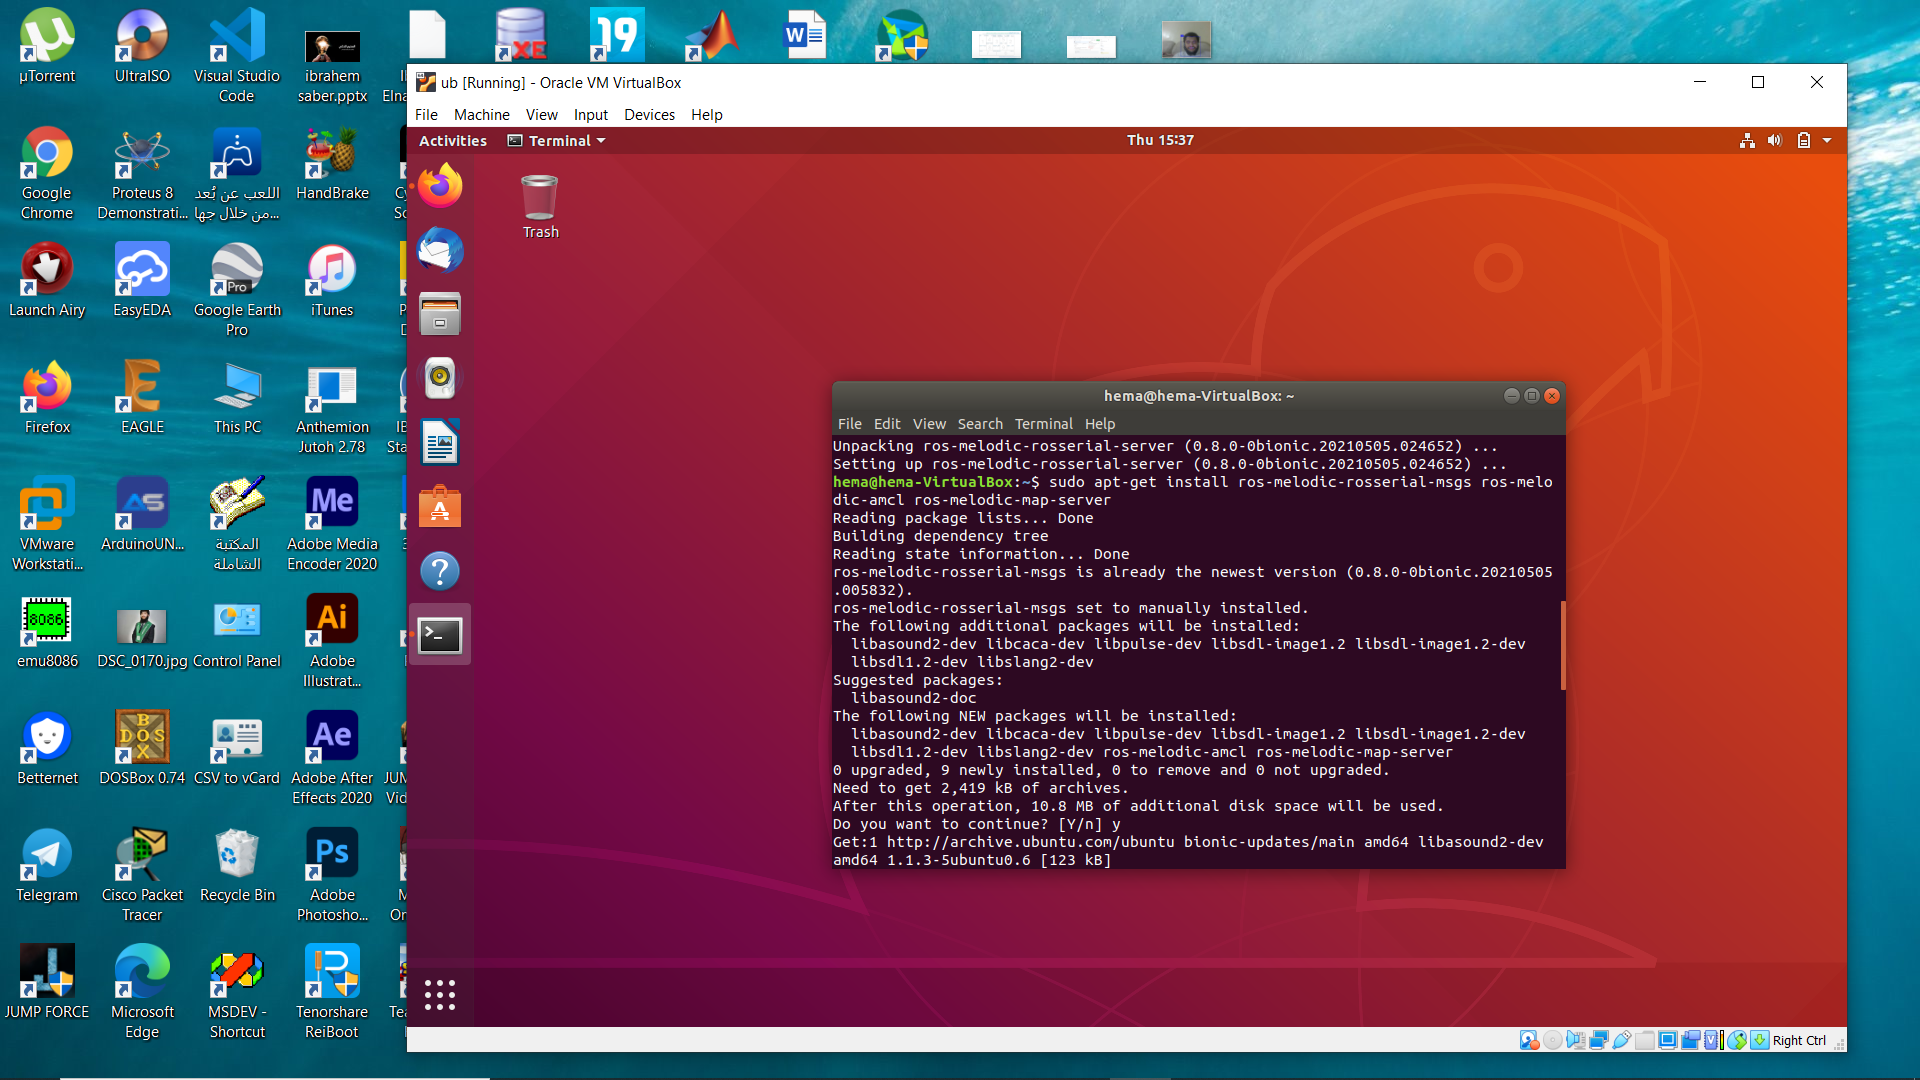 µTorrent
UltraISO
Visual Studio
Code
ibrahem
saber.pptx
Elna
XE
19
W
Google
Chrome
Proteus 8
Demonstrati...
اللعب عن بُعد
من خلال جها...
HandBrake
Launch Airy
EasyEDA
Google Earth
Pro
Pro
iTunes
Firefox
EAGLE
This PC
Anthemion
Jutoh 2.78
Sta
VMware
Workstati...
AS
ArduinoUN...
المكتبة
الشاملة
Me
Adobe Media
Encoder 2020
8086
emu8086
DSC_0170.jpg
Control Panel
Ai
Adobe
Illustrat...
Betternet
DOSBox 0.74
CSV to vCard
Ae
Adobe After
Effects 2020
JUM
Vid
Telegram
Cisco Packet
Tracer
Recycle Bin
Ps
Adobe
Photosho...
JUMP FORCE
Microsoft
Edge
MSDEV -
Shortcut
Tenorshare
ReiBoot
ub [Running] - Oracle VM VirtualBox
File Machine View Input Devices Help
Activities Terminal Thu 15:37
Trash
hema@hema-VirtualBox: ~
File Edit View Search Terminal Help
Unpacking ros-melodic-rosserial-server (0.8.0-0bionic.20210505.024652) ...
Setting up ros-melodic-rosserial-server (0.8.0-0bionic.20210505.024652) ...
hema@hema-VirtualBox:~$ sudo apt-get install ros-melodic-rosserial-msgs ros-melo
dic-amcl ros-melodic-map-server
Reading package lists... Done
Building dependency tree
Reading state information... Done
ros-melodic-rosserial-msgs is already the newest version (0.8.0-0bionic.20210505
.005832).
ros-melodic-rosserial-msgs set to manually installed.
The following additional packages will be installed:
libasound2-dev libcaca-dev libpulse-dev libsdl-image1.2 libsdl-image1.2-dev
libsdl1.2-dev libslang2-dev
Suggested packages:
libasound2-doc
The following NEW packages will be installed:
libasound2-dev libcaca-dev libpulse-dev libsdl-image1.2 libsdl-image1.2-dev
libsdl1.2-dev libslang2-dev ros-melodic-amcl ros-melodic-map-server
0 upgraded, 9 newly installed, 0 to remove and 0 not upgraded.
Need to get 2,419 kB of archives.
After this operation, 10.8 MB of additional disk space will be used.
Do you want to continue? [Y/n] y
Get:1 http://archive.ubuntu.com/ubuntu bionic-updates/main amd64 libasound2-dev
amd64 1.1.3-5ubuntu0.6 [123 kB]
Right Ctrl